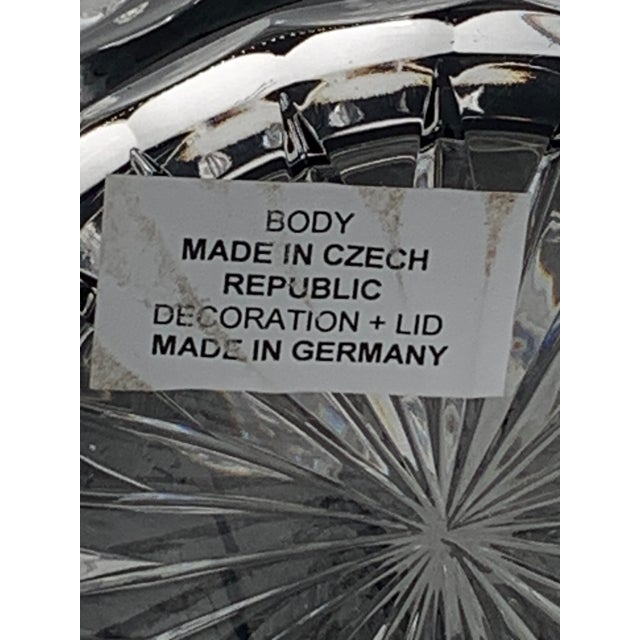 BODY
MADE IN CZECH
REPUBLIC
DECORATION + LID
MADE IN GERMANY